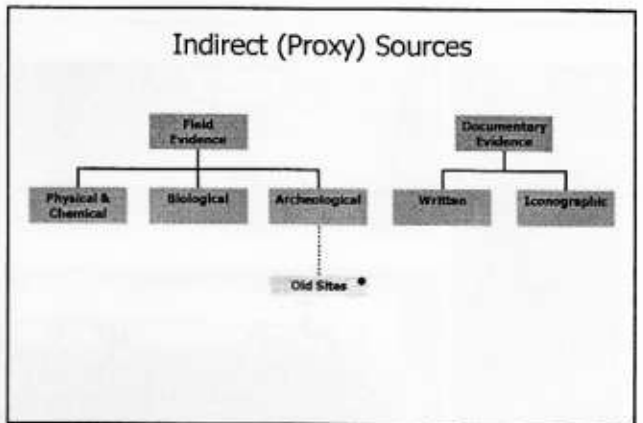 Indirect (Proxy) Sources
Field
Evidence
Documentary
Evidence
Physical &
Chemical
Biological
Archeological
Written
Iconographic
Old Sites